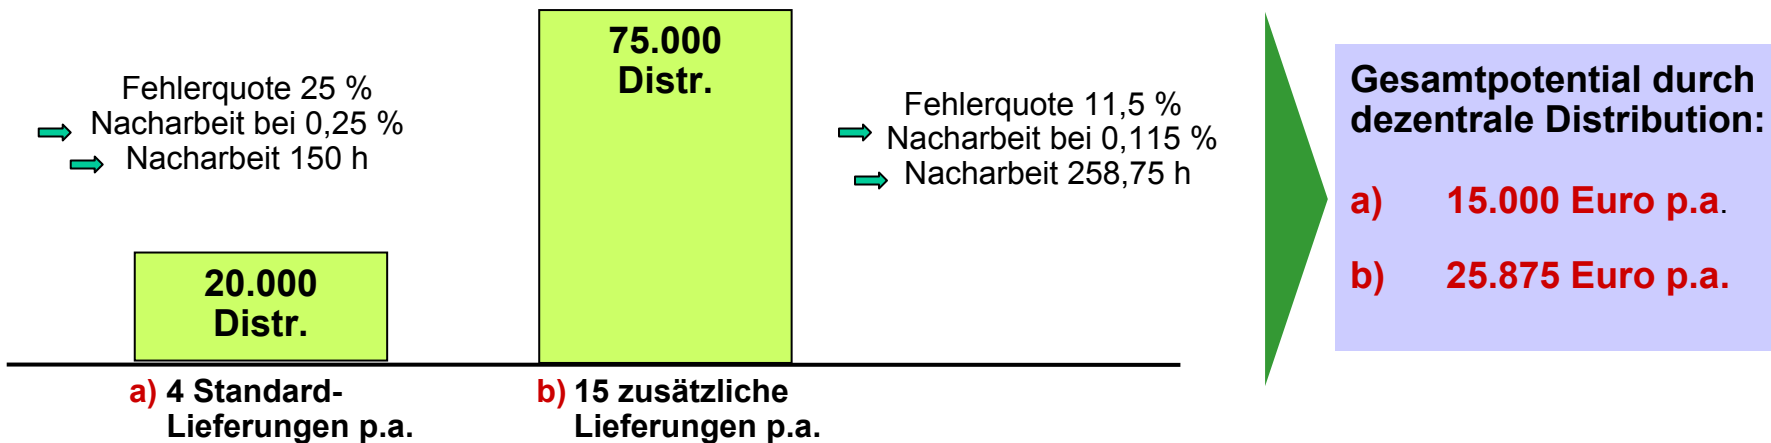 Fehlerquote 25 %
Nacharbeit bei 0,25 %
Nacharbeit 150 h
20.000
Distr.
a) 4 Standard-
Lieferungen p.a.
75.000
Distr.
b) 15 zusätzliche
Lieferungen p.a.
Fehlerquote 11,5 %
Nacharbeit bei 0,115 %
Nacharbeit 258,75 h
Gesamtpotential durch
dezentrale Distribution:
a) 15.000 Euro p.a.
b) 25.875 Euro p.a.